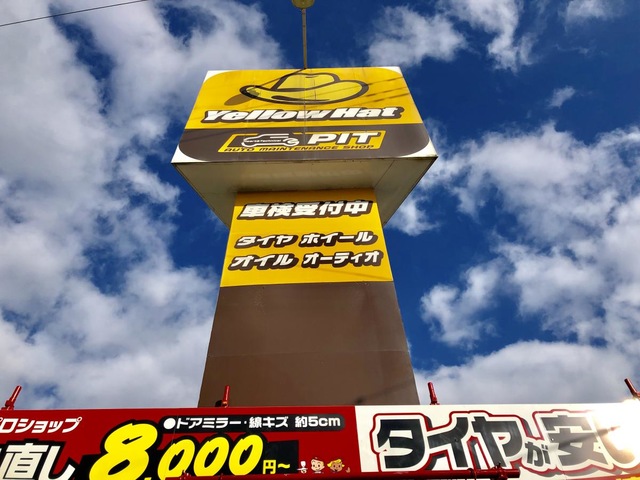 Yellow Hat
PIT
AUTO MAINTENANCE SHOP
車検受付中
タイヤ ホイール
オイル オーディオ
プロショップ
直し
●ドアミラー・線キズ 約5cm
8,000円~
タイヤが安